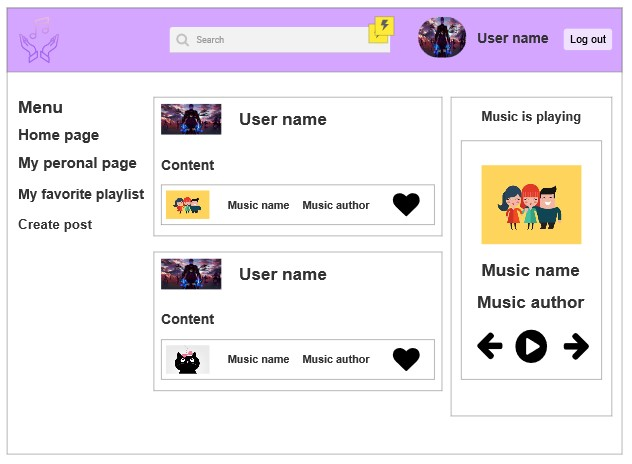 Search
User name
Log out
Menu
Home page
My peronal page
My favorite playlist
Create post
User name
Content
Music name Music author
User name
Content
Music name Music author
Music is playing
Music name
Music author